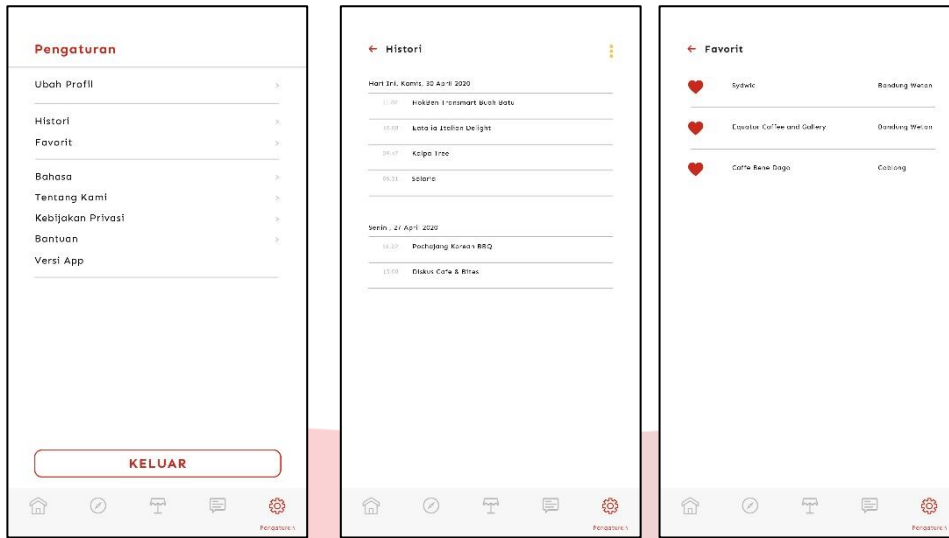 Pengaturan
Ubah Profil
Histori
Favorit
Bahasa
Tentang Kami
Kebijakan Privasi
Bantuan
Versi App
KELUAR
Pengaturan
Histori
Hari Ini, Kamis, 30 April 2020
HokBen Transmart Buah Batu
Italian Delight
Kalpa Tree
Solaria
Senin, 27 April 2020
Pochajang Korean BBQ
Diskus Cafe & Bites
Pengaturan
Favorit
Sydwic Bandung Wetan
Equator Coffee and Gallery Bandung Wetan
Caffe Bene Dago Coblong
Pengaturan